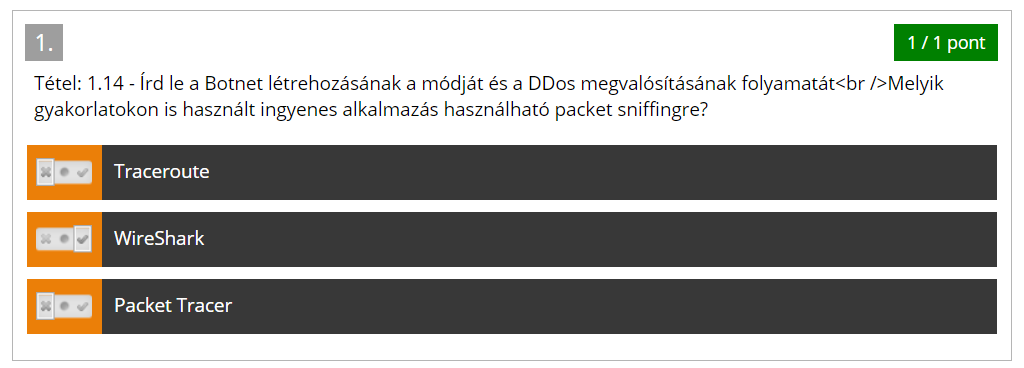 1.
1 / 1 pont
Tétel: 1.14 - Írd le a Botnet létrehozásának a módját és a DDos megvalósításának folyamatát<br />Melyik
gyakorlatokon is használt ingyenes alkalmazás használható packet sniffingre?
Traceroute
WireShark
Packet Tracer